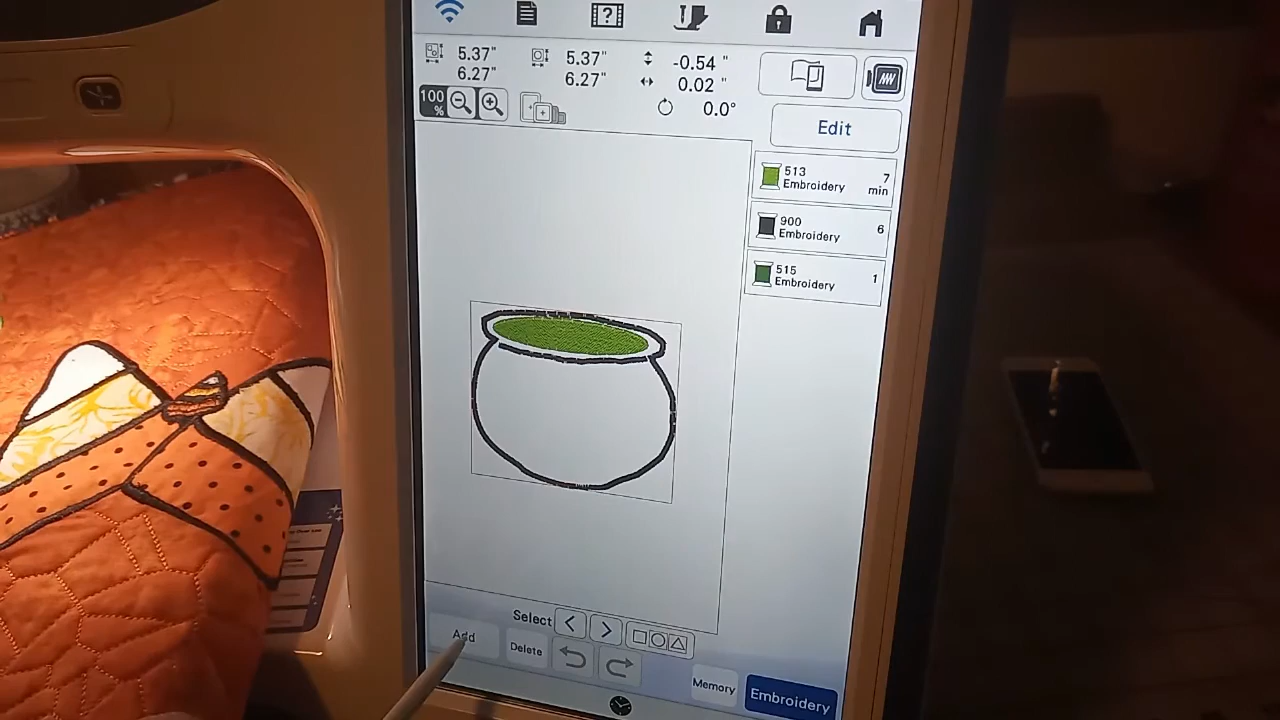 5.37"
6.27"
5.37"
6.27"
-0.54 "
0.02 "
0.0°
100
%
Edit
513
Embroidery
7
min
900
Embroidery
6
515
Embroidery
1
Select
Add
Delete
Memory
Embroidery